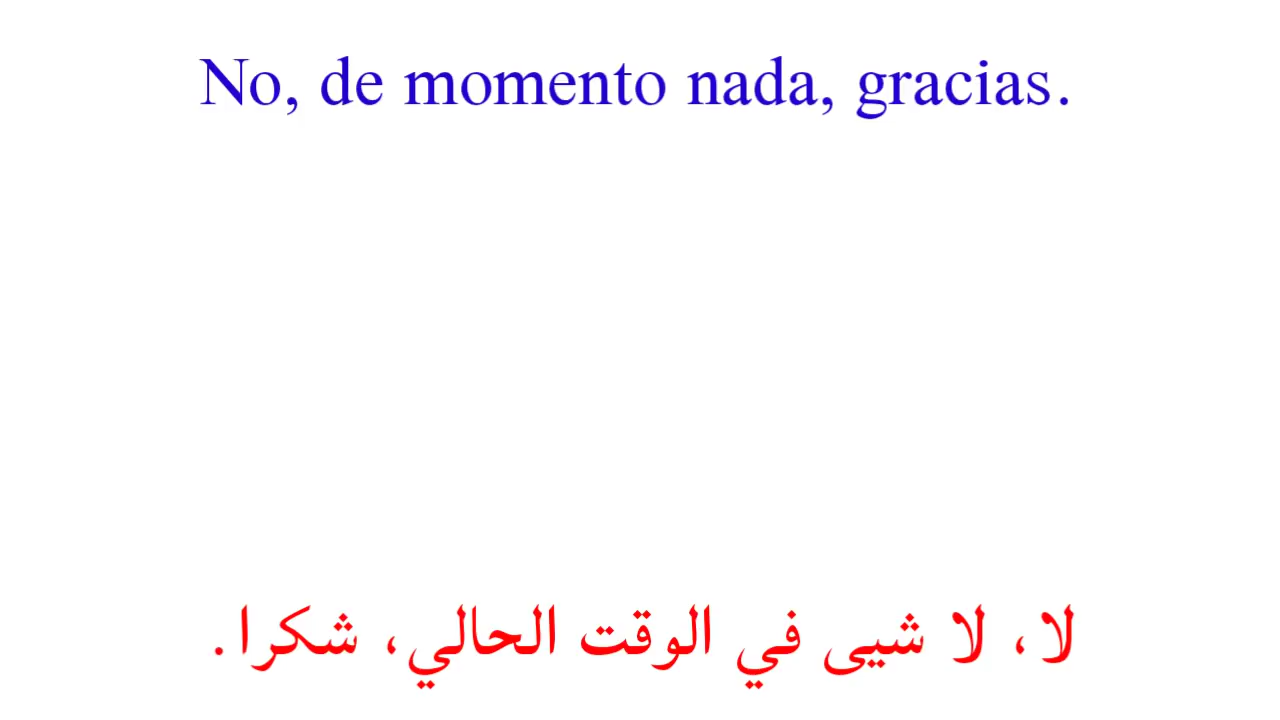 No, de momento nada, gracias.
لا، لا شيى في الوقت الحالي، شكرا.